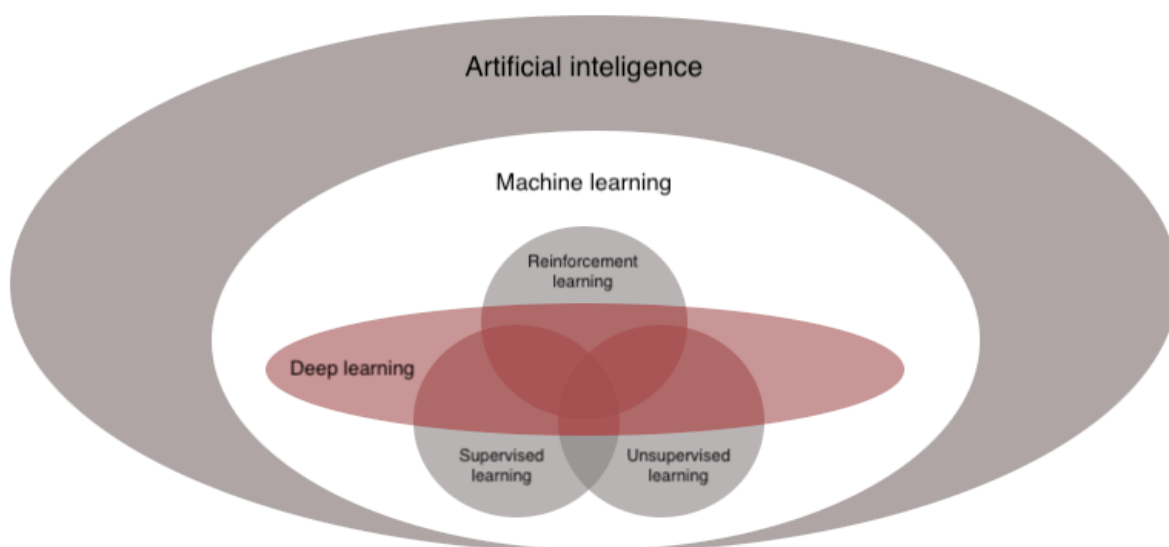 Artificial inteligence
Machine learning
Reinforcement
learning
Deep learning
Supervised
learning
Unsupervised
learning